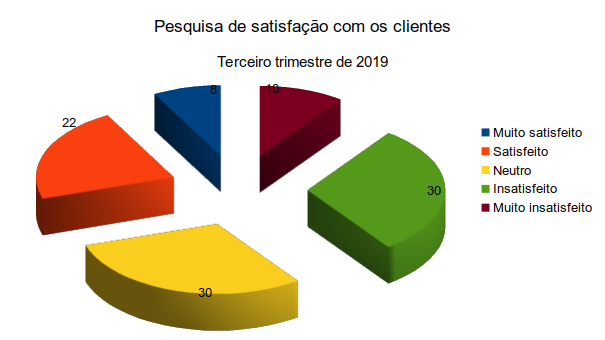 Pesquisa de satisfação com os clientes
Terceiro trimestre de 2019
8
10
22
30
30
Muito satisfeito
Satisfeito
Neutro
Insatisfeito
Muito insatisfeito